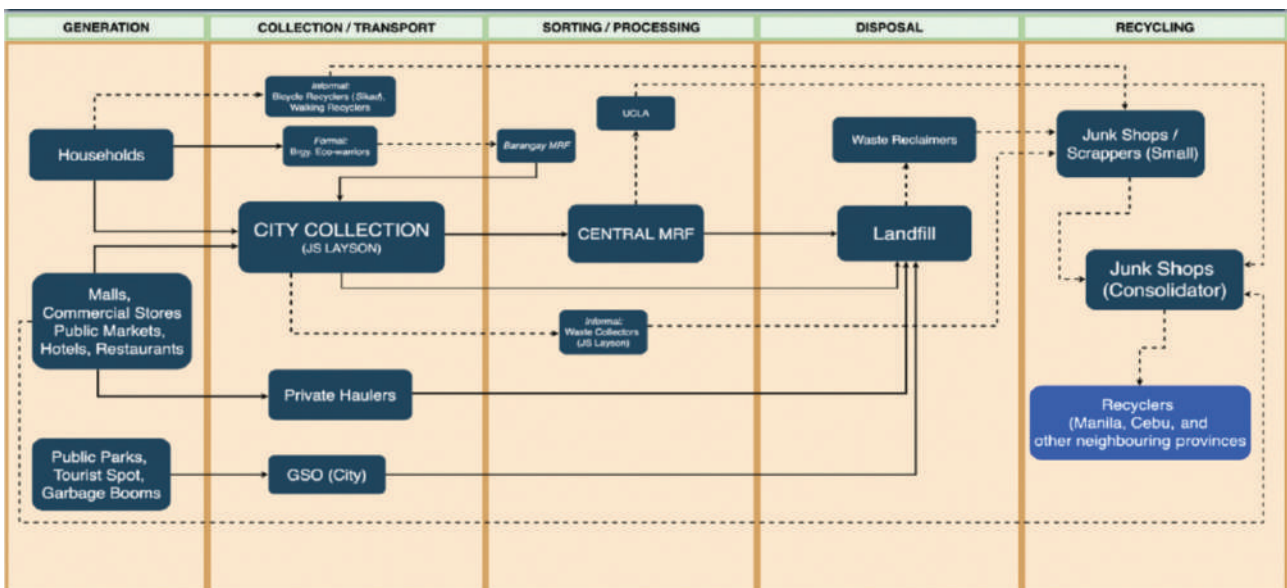 GENERATION
COLLECTION / TRANSPORT
SORTING / PROCESSING
DISPOSAL
RECYCLING
Informal:
Bicycle Recyclers (Sikad),
Walking Recyclers
UCLA
Households
Formal:
Brgy. Eco-warriors
Barangay MRF
Waste Reclaimers
Junk Shops /
Scrappers (Small)
CITY COLLECTION
(JS LAYSON)
CENTRAL MRF
Landfill
Junk Shops
(Consolidator)
Malls,
Commercial Stores
Public Markets,
Hotels, Restaurants
Informal:
Waste Collectors
(JS Layson)
Private Haulers
Recyclers
(Manila, Cebu, and
other neighbouring provinces
Public Parks,
Tourist Spot,
Garbage Booms
GSO (City)